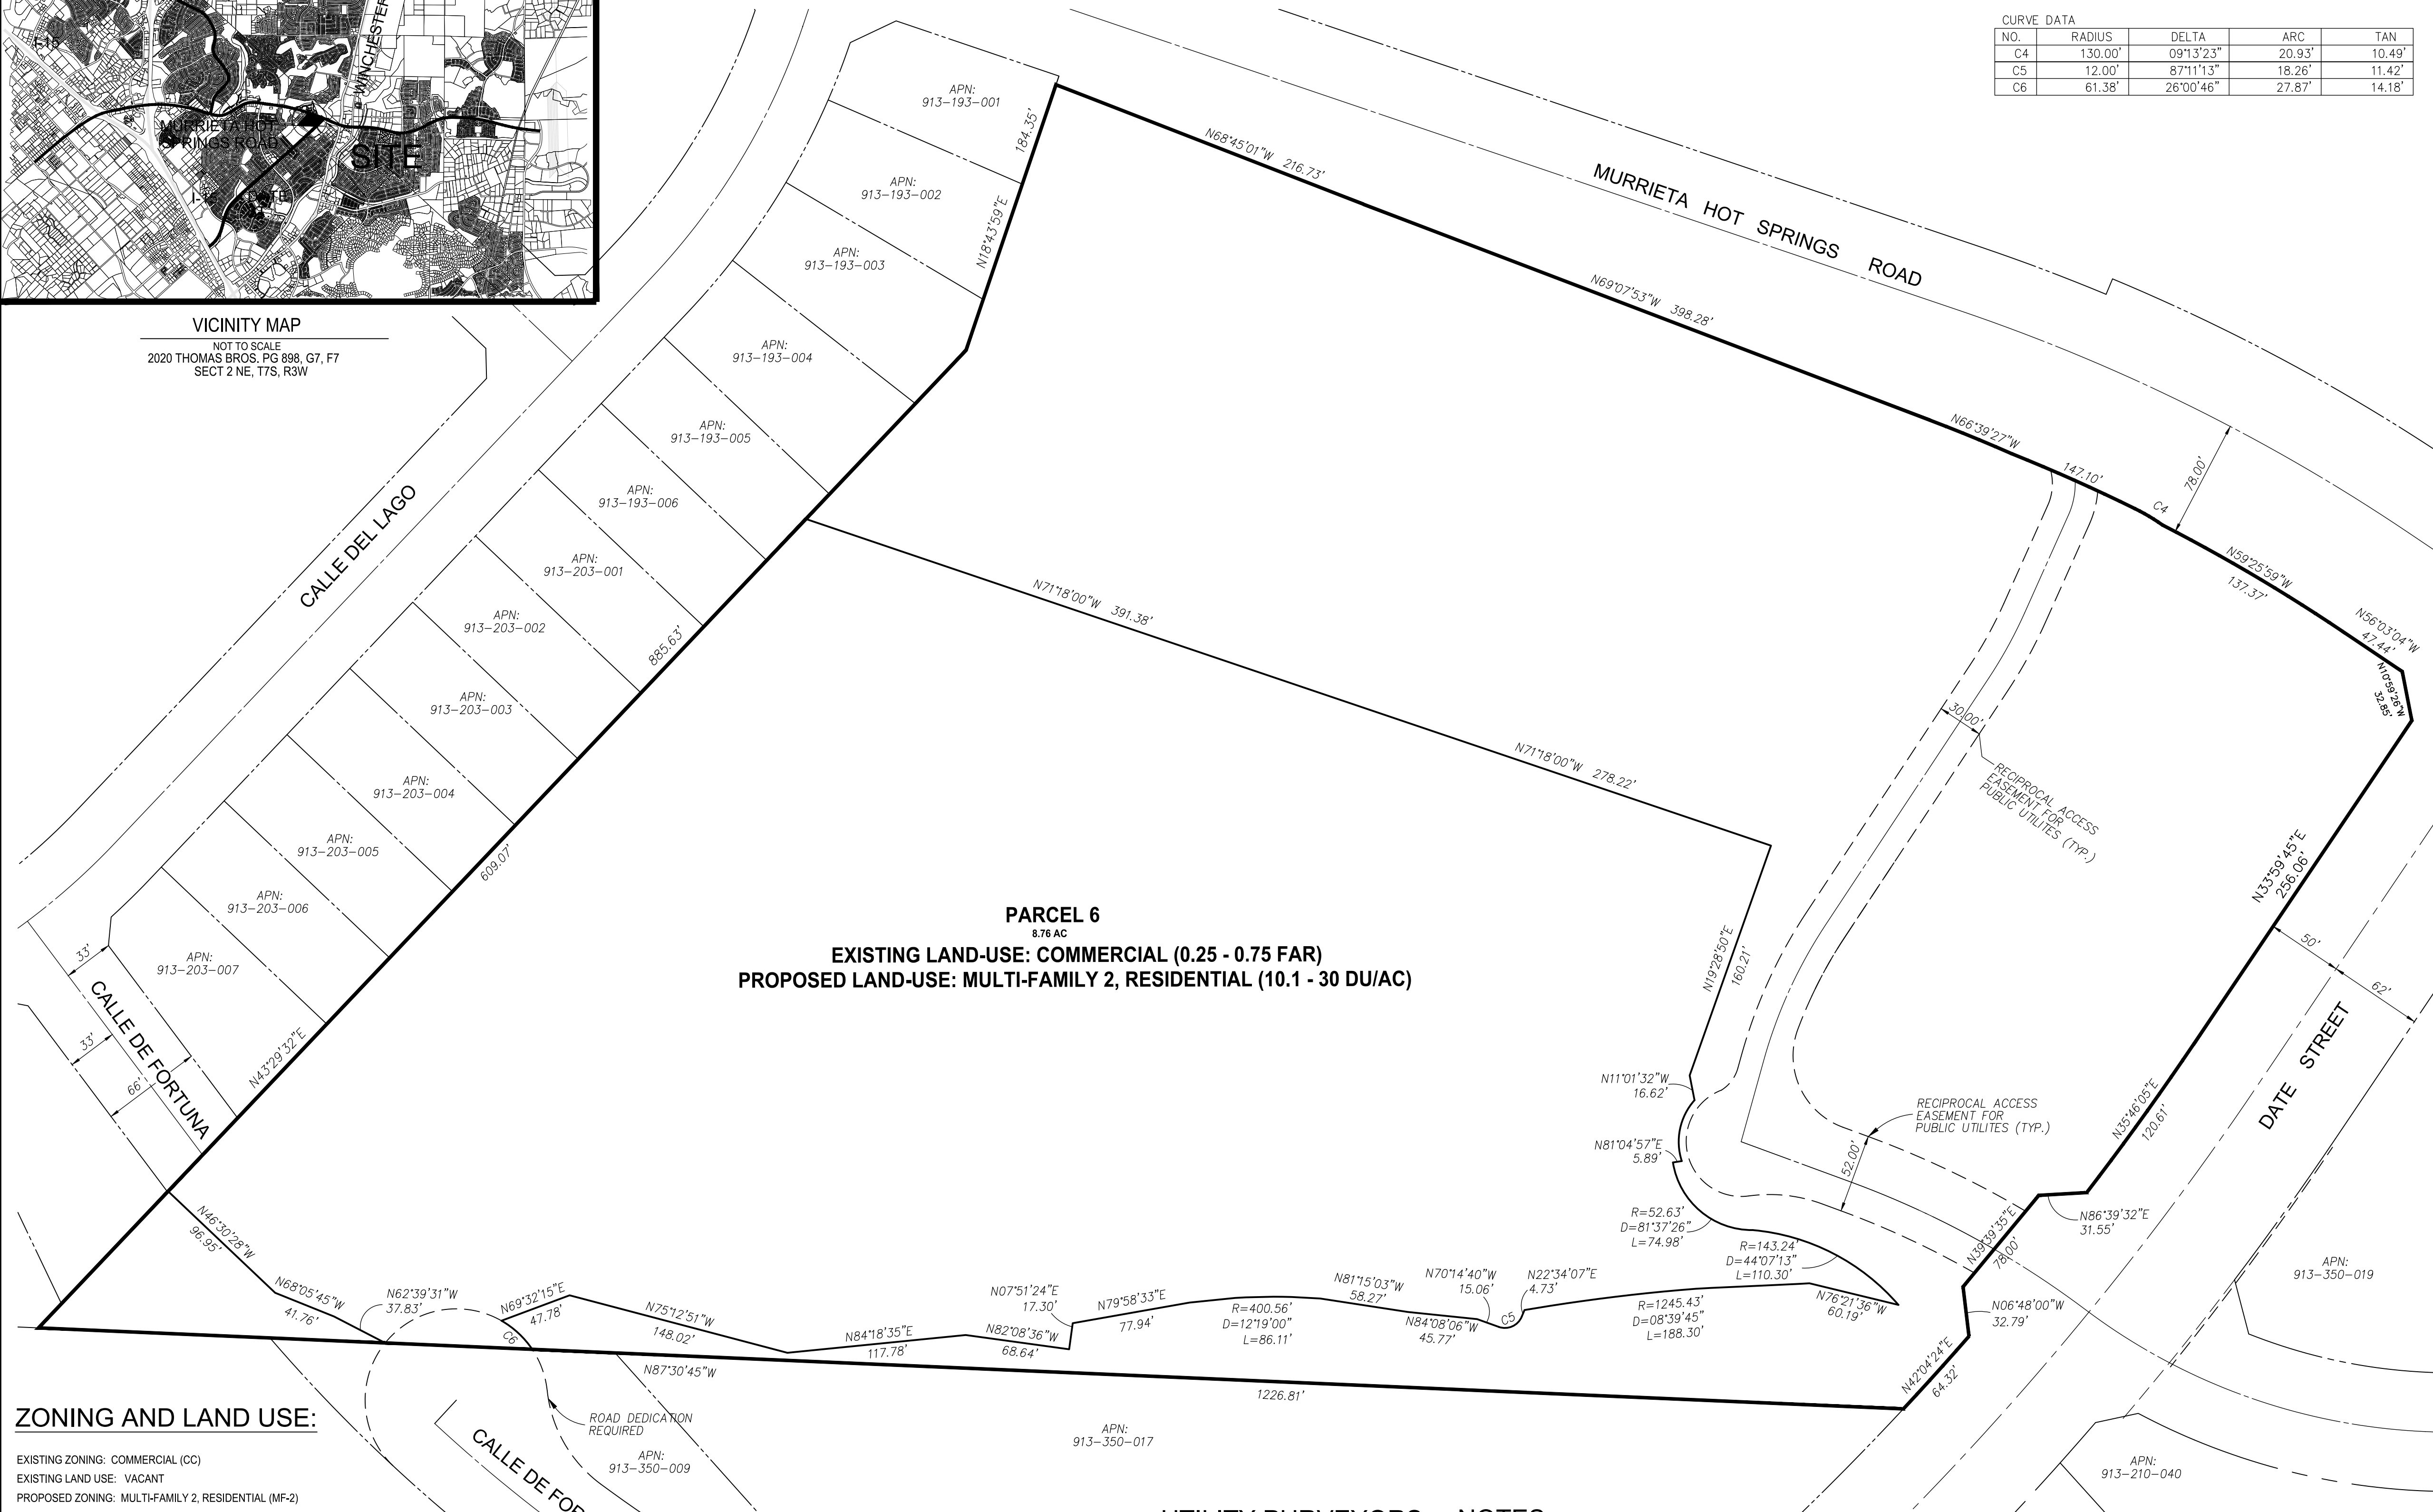 CURVE DATA
NO. RADIUS DELTA ARC TAN
C4 130.00' 09°13'23" 20.93' 10.49'
C5 12.00' 87°11'13" 18.26' 11.42'
C6 61.38' 26°00'46" 27.87' 14.18'
I-15
WINCHESTER
MURRIETA HOT
SPRINGS ROAD
SITE
VICINITY MAP
NOT TO SCALE
2020 THOMAS BROS. PG 898, G7, F7
SECT 2 NE, T7S, R3W
APN:
913-193-001
APN:
913-193-002
APN:
913-193-003
APN:
913-193-004
APN:
913-193-005
APN:
913-193-006
APN:
913-203-001
APN:
913-203-002
APN:
913-203-003
APN:
913-203-004
APN:
913-203-005
APN:
913-203-006
APN:
913-203-007
184.35'
N18°43'59"E
N68°45'01"W 216.73'
MURRIETA HOT SPRINGS ROAD
N69°07'53"W 398.28'
N66°39'27"W
147.10'
C4
78.00'
N59°25'59"W
137.37'
N56°03'04"W
47.44'
N10°59'26"W
32.85'
CALLE DEL LAGO
N71°18'00"W 391.38'
885.63'
N71°18'00"W 278.22'
30.00'
RECIPROCAL ACCESS
EASEMENT FOR
PUBLIC UTILITES (TYP.)
N33°59'45"E
256.06'
609.07'
PARCEL 6
8.76 AC
EXISTING LAND-USE: COMMERCIAL (0.25 - 0.75 FAR)
PROPOSED LAND-USE: MULTI-FAMILY 2, RESIDENTIAL (10.1 - 30 DU/AC)
N19°28'50"E
160.21'
50'
62'
DATE STREET
33'
CALLE DE FORTUNA
33'
66'
N43°29'32"E
N11°01'32"W
16.62'
N81°04'57"E
5.89'
RECIPROCAL ACCESS
EASEMENT FOR
PUBLIC UTILITES (TYP.)
52.00'
N35°46'05"E
120.61'
R=52.63'
D=81°37'26"
L=74.98'
R=143.24'
D=44°07'13"
L=110.30'
N39°39'35"E
78.00'
N86°39'32"E
31.55'
APN:
913-350-019
N46°30'28"W
96.95'
N68°05'45"W
41.76'
N62°39'31"W
37.83'
N69°32'15"E
47.78'
C6
N75°12'51"W
148.02'
N84°18'35"E
117.78'
N82°08'36"W
68.64'
N07°51'24"E
17.30'
N79°58'33"E
77.94'
R=400.56'
D=12°19'00"
L=86.11'
N81°15'03"W
58.27'
N84°08'06"W
45.77'
N70°14'40"W
15.06'
C5
N22°34'07"E
4.73'
R=1245.43'
D=08°39'45"
L=188.30'
N76°21'36"W
60.19'
N06°48'00"W
32.79'
N42°04'24"E
64.32'
N87°30'45"W
1226.81'
ROAD DEDICATION
REQUIRED
APN:
913-350-009
CALLE DE FOR
APN:
913-350-017
APN:
913-210-040
ZONING AND LAND USE:
EXISTING ZONING: COMMERCIAL (CC)
EXISTING LAND USE: VACANT
PROPOSED ZONING: MULTI-FAMILY 2, RESIDENTIAL (MF-2)